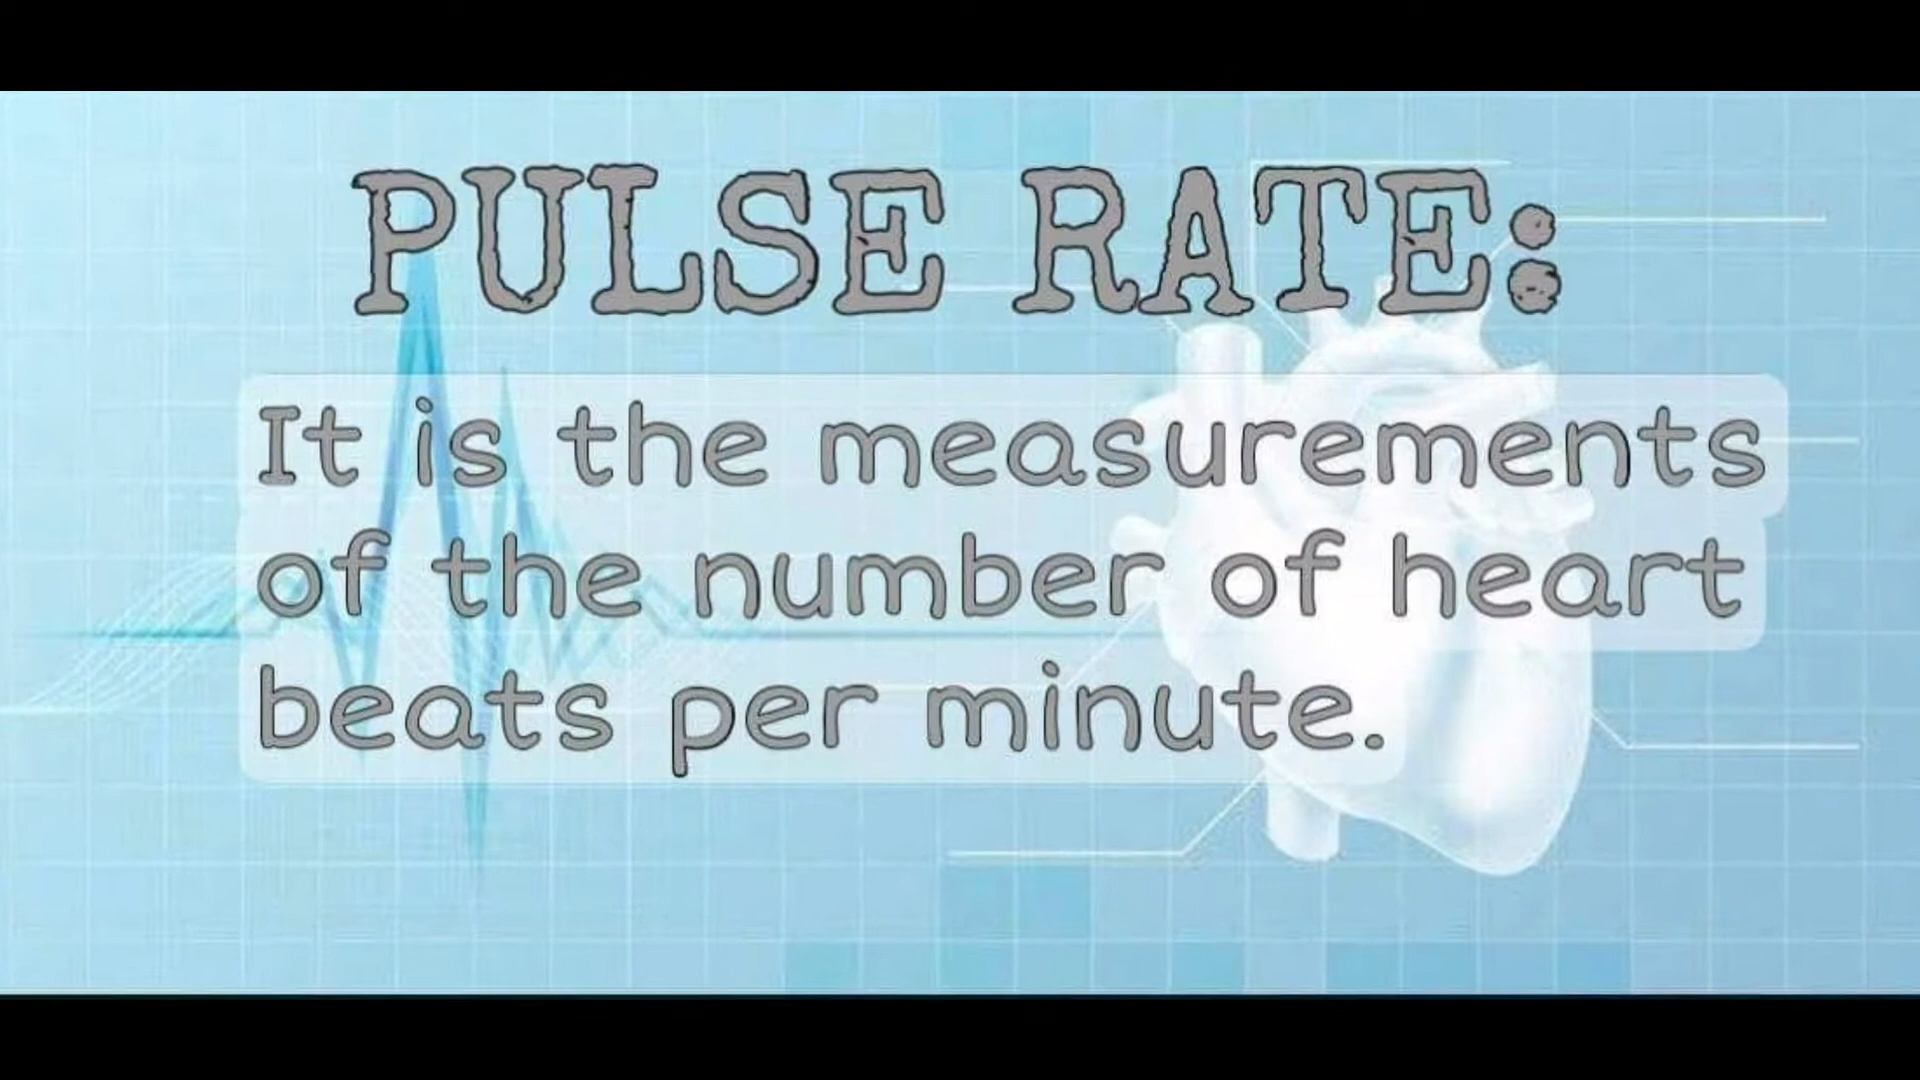 PULSE RATE:
It is the measurements
of the number of heart
beats per minute.